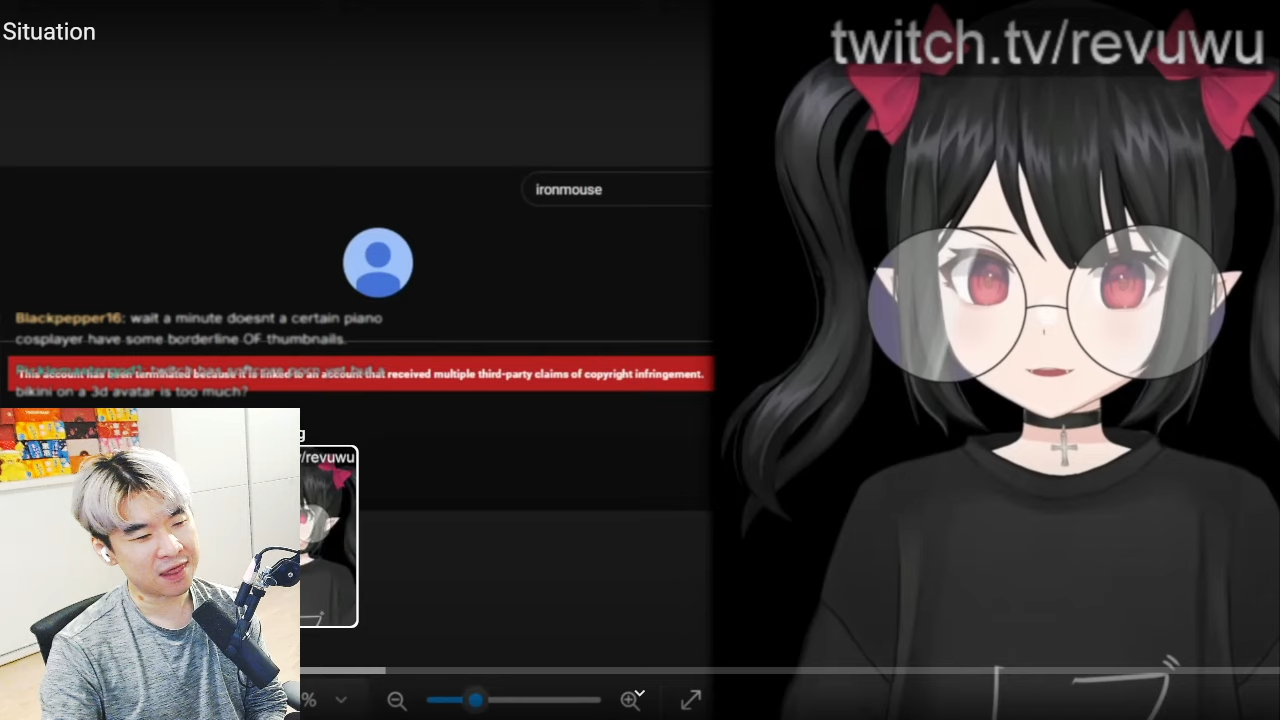 Situation
twitch.tv/revuwu
ironmouse
Blackpepper16: wait a minute doesnt a certain piano
cosplayer have some borderline OF thumbnails.
This account has been terminated because it is linked to an account that received multiple third-party claims of copyright infringement.
bikini on a 3d avatar is too much?
g
/revuwu
%